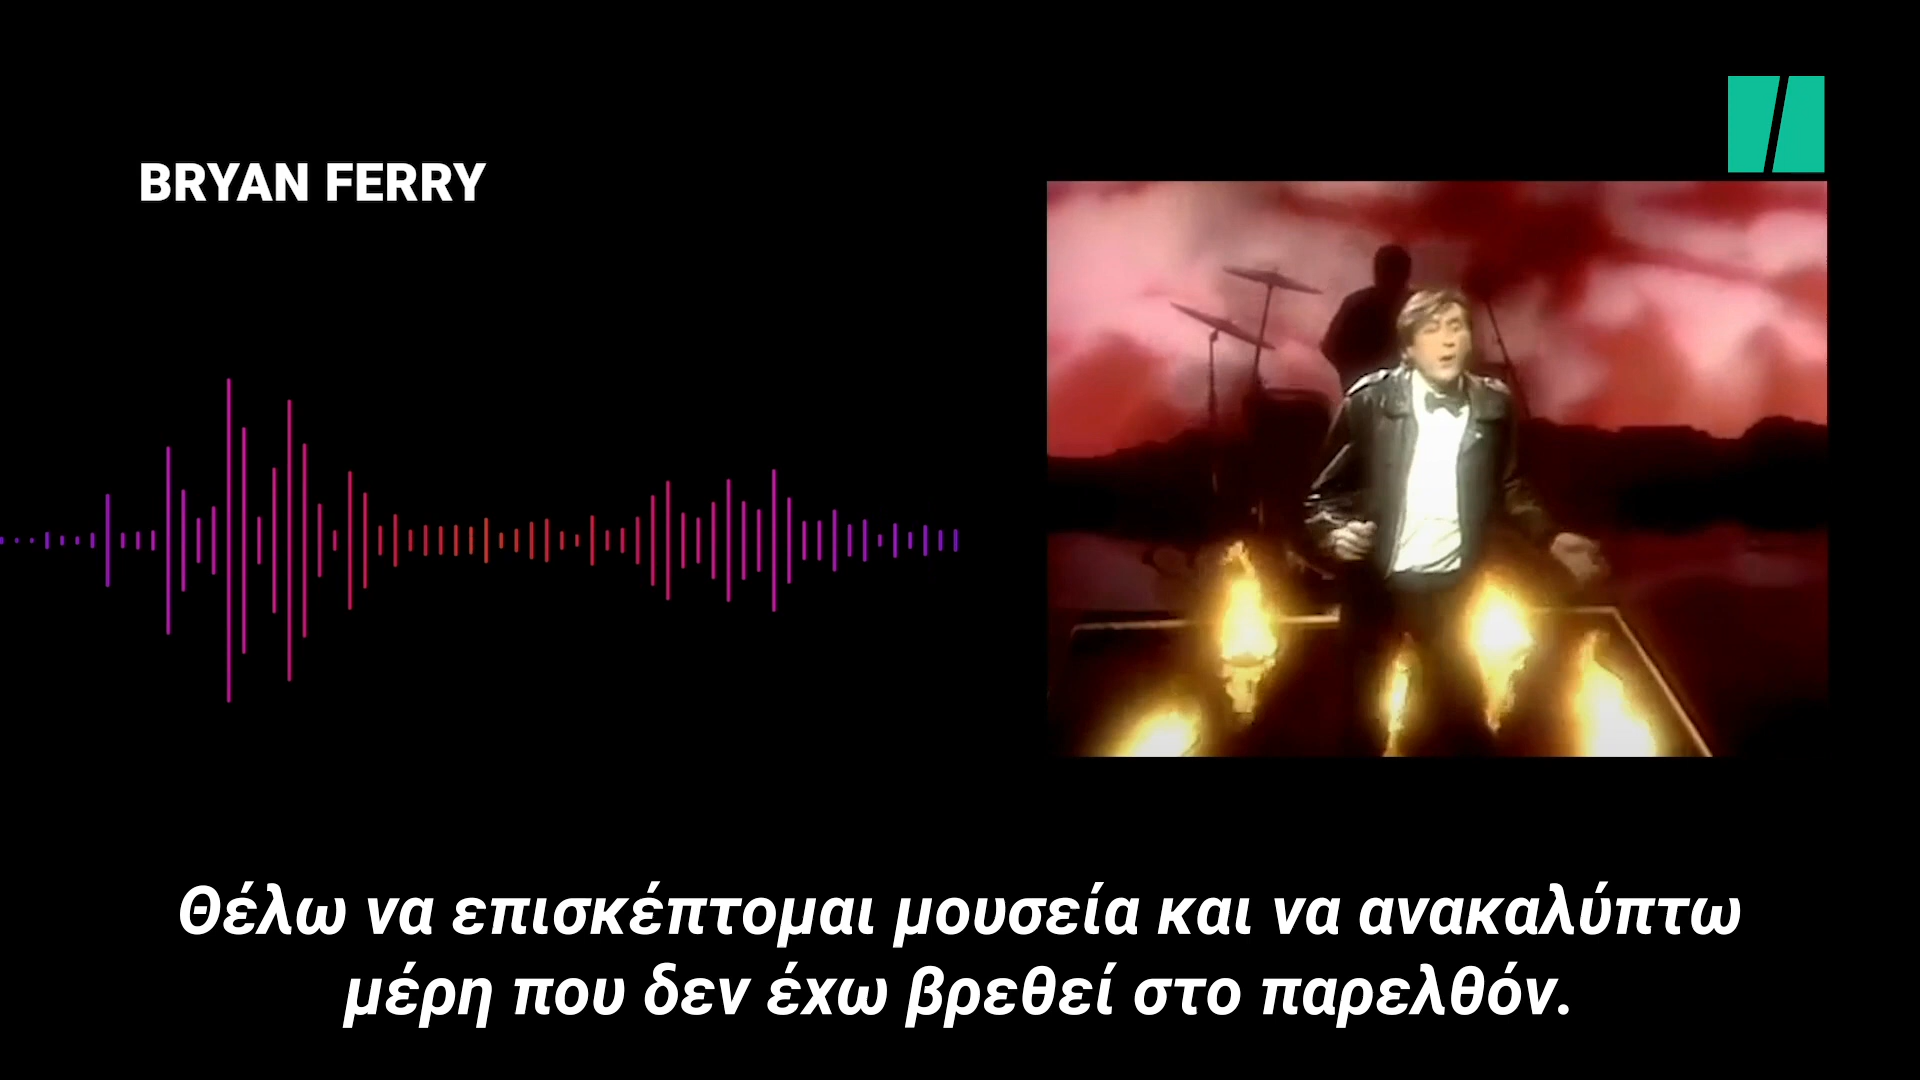 BRYAN FERRY
Θέλω να επισκέπτομαι μουσεία και να ανακαλύπτω
μέρη που δεν έχω βρεθεί στο παρελθόν.